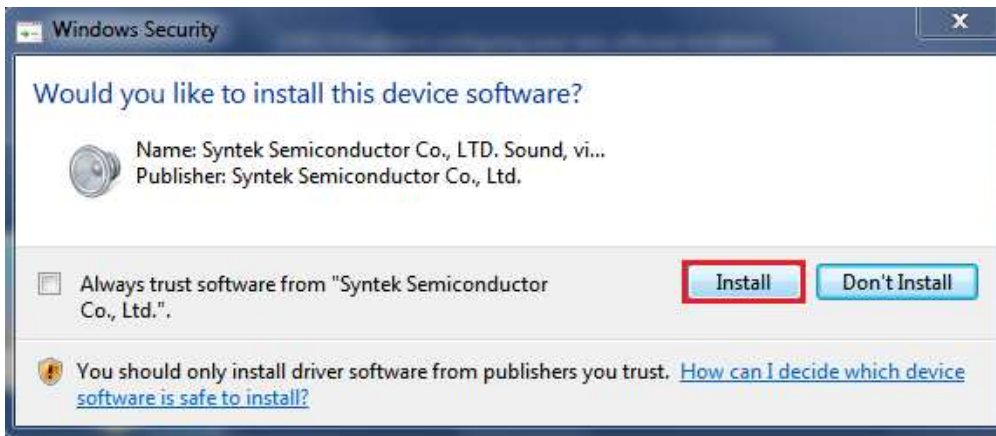 Windows Security
Would you like to install this device software?
Name: Syntek Semiconductor Co., LTD. Sound, vi...
Publisher: Syntek Semiconductor Co., Ltd.
Always trust software from "Syntek Semiconductor
Co., Ltd.".
Install
Don't Install
You should only install driver software from publishers you trust. How can I decide which device
software is safe to install?